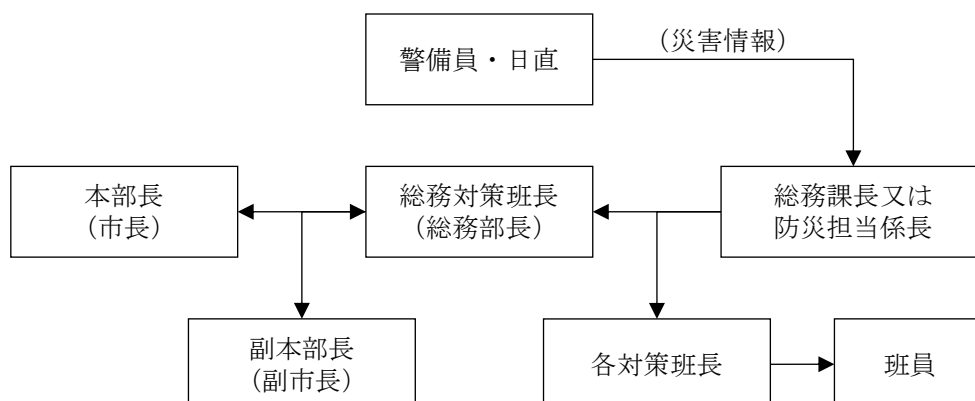 警備員・日直
（災害情報）
本部長
（市長）
総務対策班長
（総務部長）
総務課長又は
防災担当係長
副本部長
（副市長）
各対策班長
班員